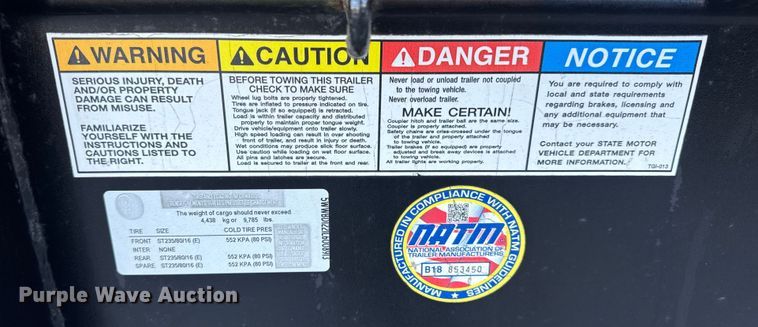 WARNING
SERIOUS INJURY, DEATH
AND/OR PROPERTY
DAMAGE CAN RESULT
FROM MISUSE.
FAMILIARIZE
YOURSELF WITH THE
INSTRUCTIONS AND
CAUTIONS LISTED TO
THE RIGHT.
CAUTION
BEFORE TOWING THIS TRAILER
CHECK TO MAKE SURE
Wheel lug bolts are properly tightened.
Tires are inflated to pressure indicated on tire.
Tongue jack (if so equipped) is retracted.
Load is within trailer capacity and distributed
properly to maintain proper tongue weight.
Drive vehicle/equipment onto trailer slowly.
High speed loading can result in over shooting
front of trailer, and result in injury or death.
Wet conditions may produce slick floor surface.
Use caution while loading on wet floor surface.
All pins and latches are secure.
Load is secured to trailer at the front and rear.
DANGER
Never load or unload trailer not coupled
to the towing vehicle.
Never overload trailer.
MAKE CERTAIN!
Coupler hitch and trailer ball are the same size.
Coupler is properly attached.
Safety chains are criss-crossed under the tongue
of the trailer and properly attached
to towing vehicle.
Trailer brakes (if so equipped) are properly
adjusted and break away devices is attached
to towing vehicle.
All trailer lights are working properly.
NOTICE
You are required to comply with
local and state requirements
regarding brakes, licensing and
any additional equipment that
may be necessary.
Contact your STATE MOTOR
VEHICLE DEPARTMENT FOR
MORE INFORMATION.
TGI-013
The weight of cargo should never exceed
4,438 kg or 9,785 lbs.
TIRE SIZE COLD TIRE PRES
FRONT ST235/80/16 (E) 552 KPA (80 PSI)
INTER NONE
REAR ST235/80/16 (E) 552 KPA (80 PSI)
SPARE ST235/80/16 (E) 552 KPA (80 PSI)
MANUFACTURED IN COMPLIANCE WITH NATM GUIDELINES
NATM
NATIONAL ASSOCIATION OF
TRAILER MANUFACTURERS
B18 853450
Purple Wave Auction